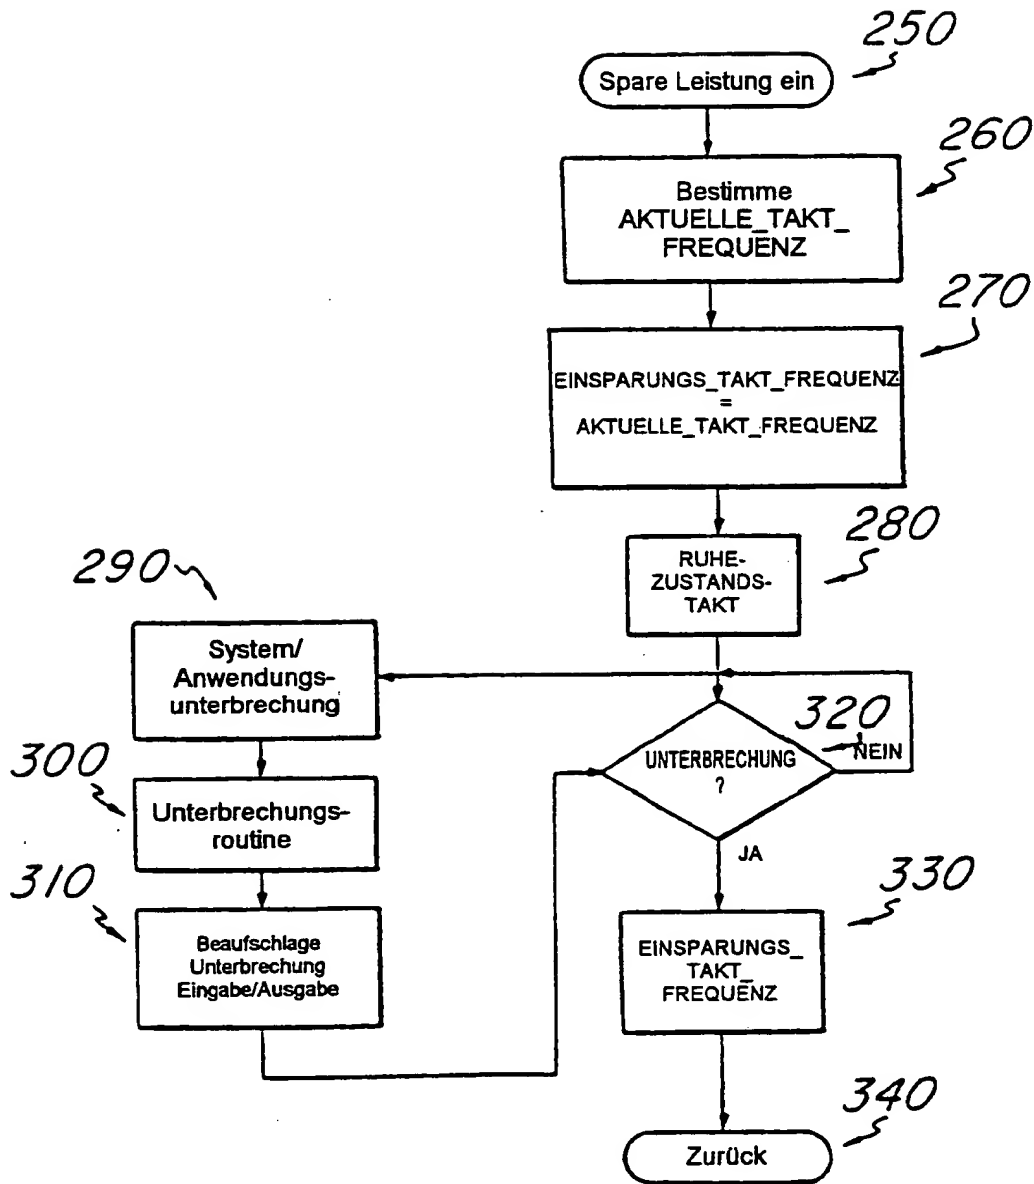 250
Spare Leistung ein
260
Bestimme
AKTUELLE_TAKT_
FREQUENZ
270
EINSPARUNGS_TAKT_FREQUENZ
=
AKTUELLE_TAKT_FREQUENZ
280
RUHE-
ZUSTANDS-
TAKT
290
System/
Anwendungs-
unterbrechung
300
Unterbrechungs-
routine
310
Beaufschlage
Unterbrechung
Eingabe/Ausgabe
320
UNTERBRECHUNG
?
NEIN
JA
330
EINSPARUNGS_
TAKT_
FREQUENZ
340
Zurück